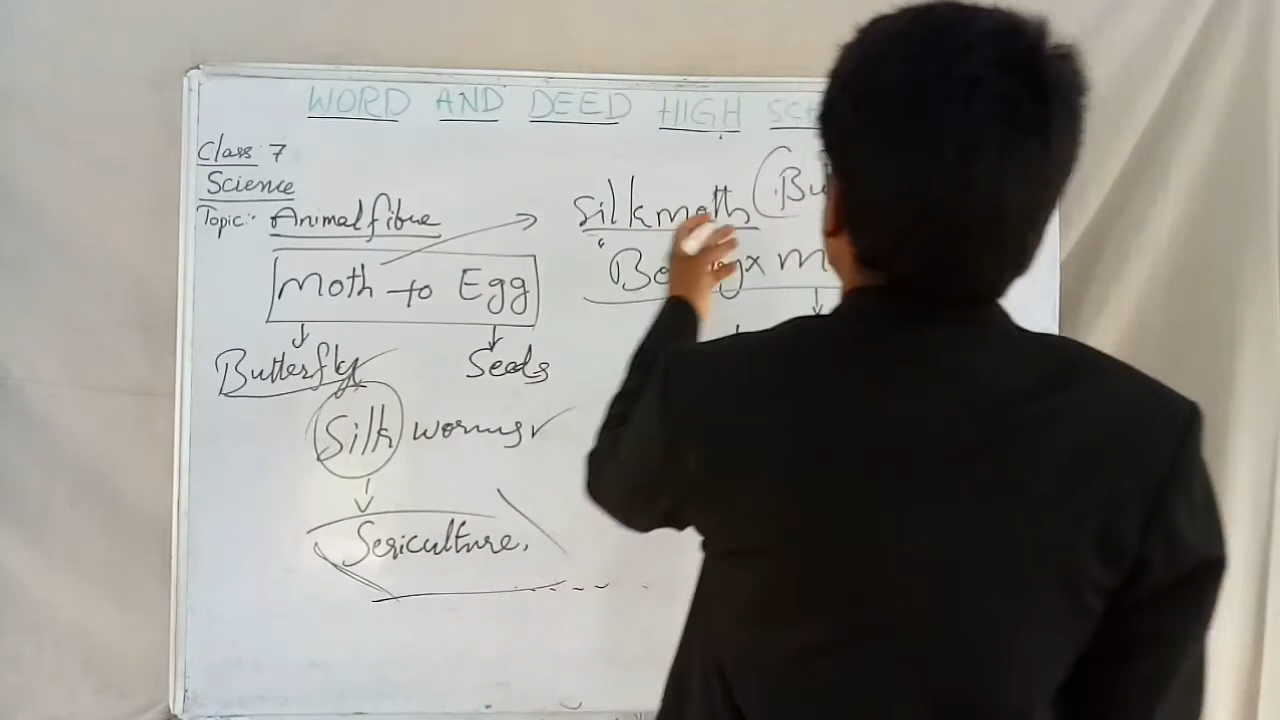 WORD AND DEED HIGH
Class 7
Science
Topic:- Animal fibre
Moth to Egg
Butterfly
Seeds
Silk worms
Sericulture.
Silkmoth